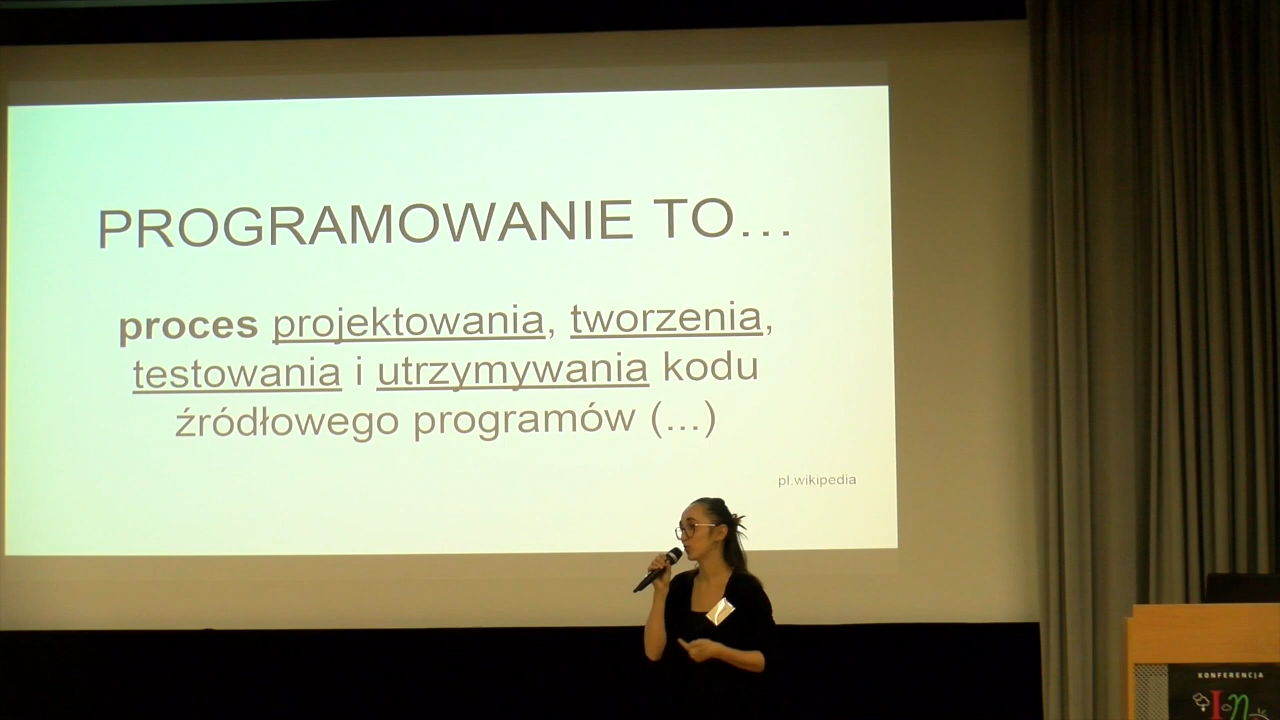 PROGRAMOWANIE TO...
proces projektowania, tworzenia,
testowania i utrzymywania kodu
źródłowego programów (...)
pl.wikipedia
KONFERENCJA